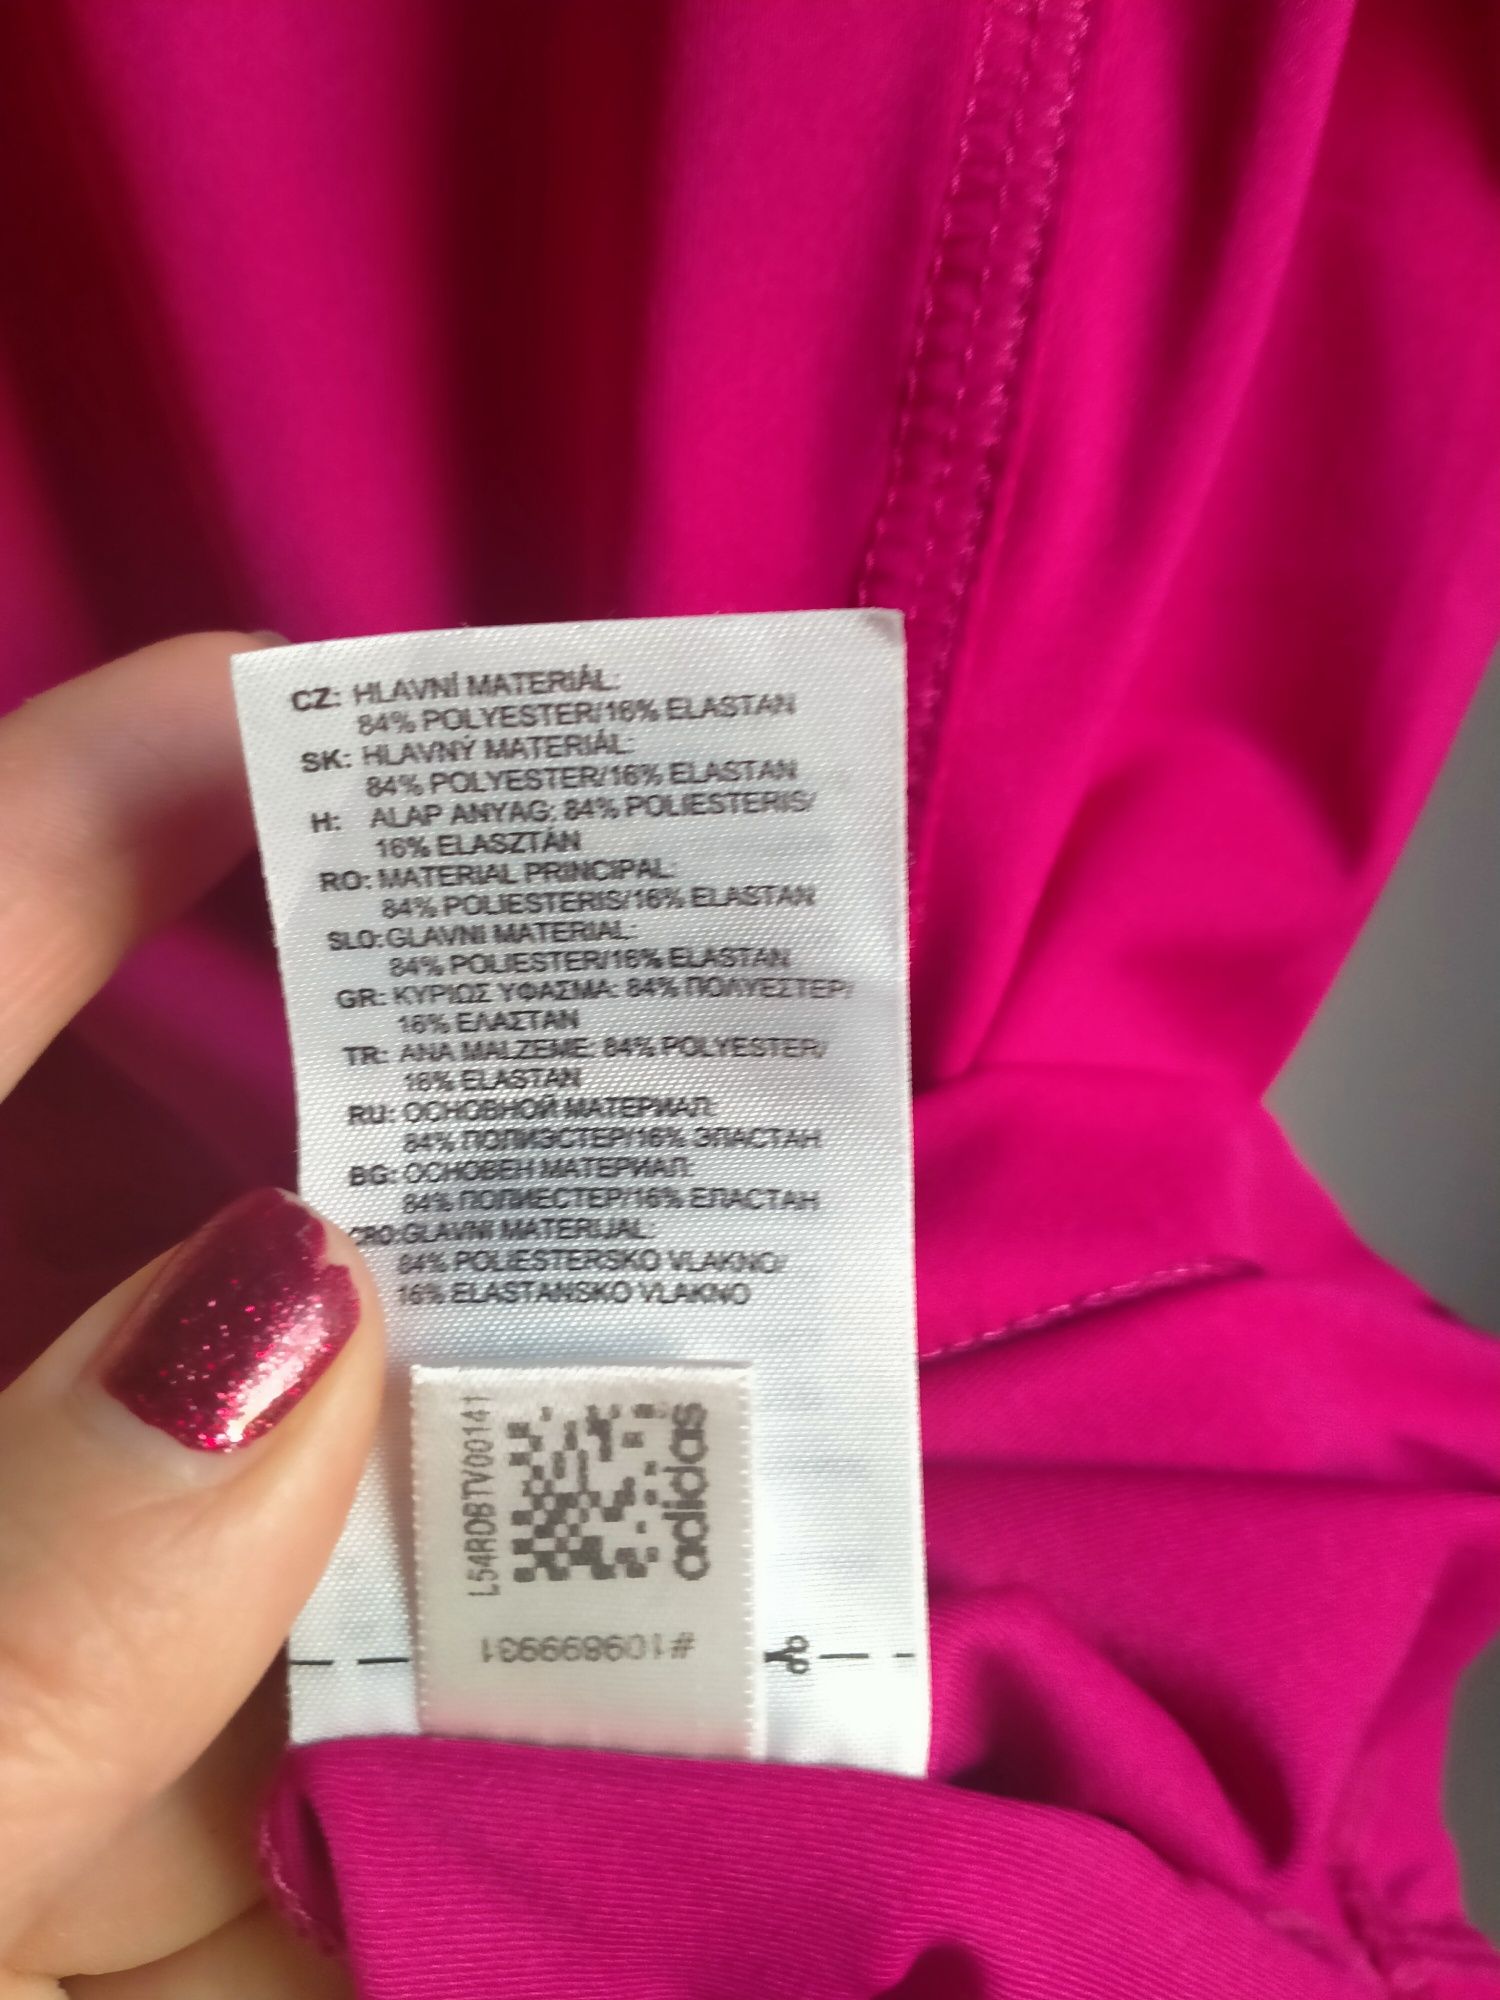 CZ: HLAVNÍ MATERIÁL:
84% POLYESTER/16% ELASTAN
SK: HLAVNÝ MATERIÁL:
84% POLYESTER/16% ELASTAN
H: ALAP ANYAG: 84% POLIESTERIS/
16% ELASZTÁN
RO: MATERIAL PRINCIPAL:
84% POLIESTERIS/16% ELASTAN
SLO: GLAVNI MATERIAL:
84% POLIESTER/16% ELASTAN
GR: ΚΥΡΙΩΣ ΥΦΑΣΜΑ: 84% ΠΟΛΥΕΣΤΕΡ/
16% ΕΛΑΣΤΑΝ
TR: ANA MALZEME: 84% POLYESTER/
16% ELASTAN
RU: ОСНОВНОЙ МАТЕРИАЛ:
84% ПОЛИЭСТЕР/16% ЭЛАСТАН
BG: ОСНОВЕН МАТЕРИАЛ:
84% ПОЛИЕСТЕР/16% ЕЛАСТАН
CRO: GLAVNI MATERIJAL:
84% POLIESTERSKO VLAKNO/
16% ELASTANSKO VLAKNO
L54R0BTV00141
adidas
#10989931